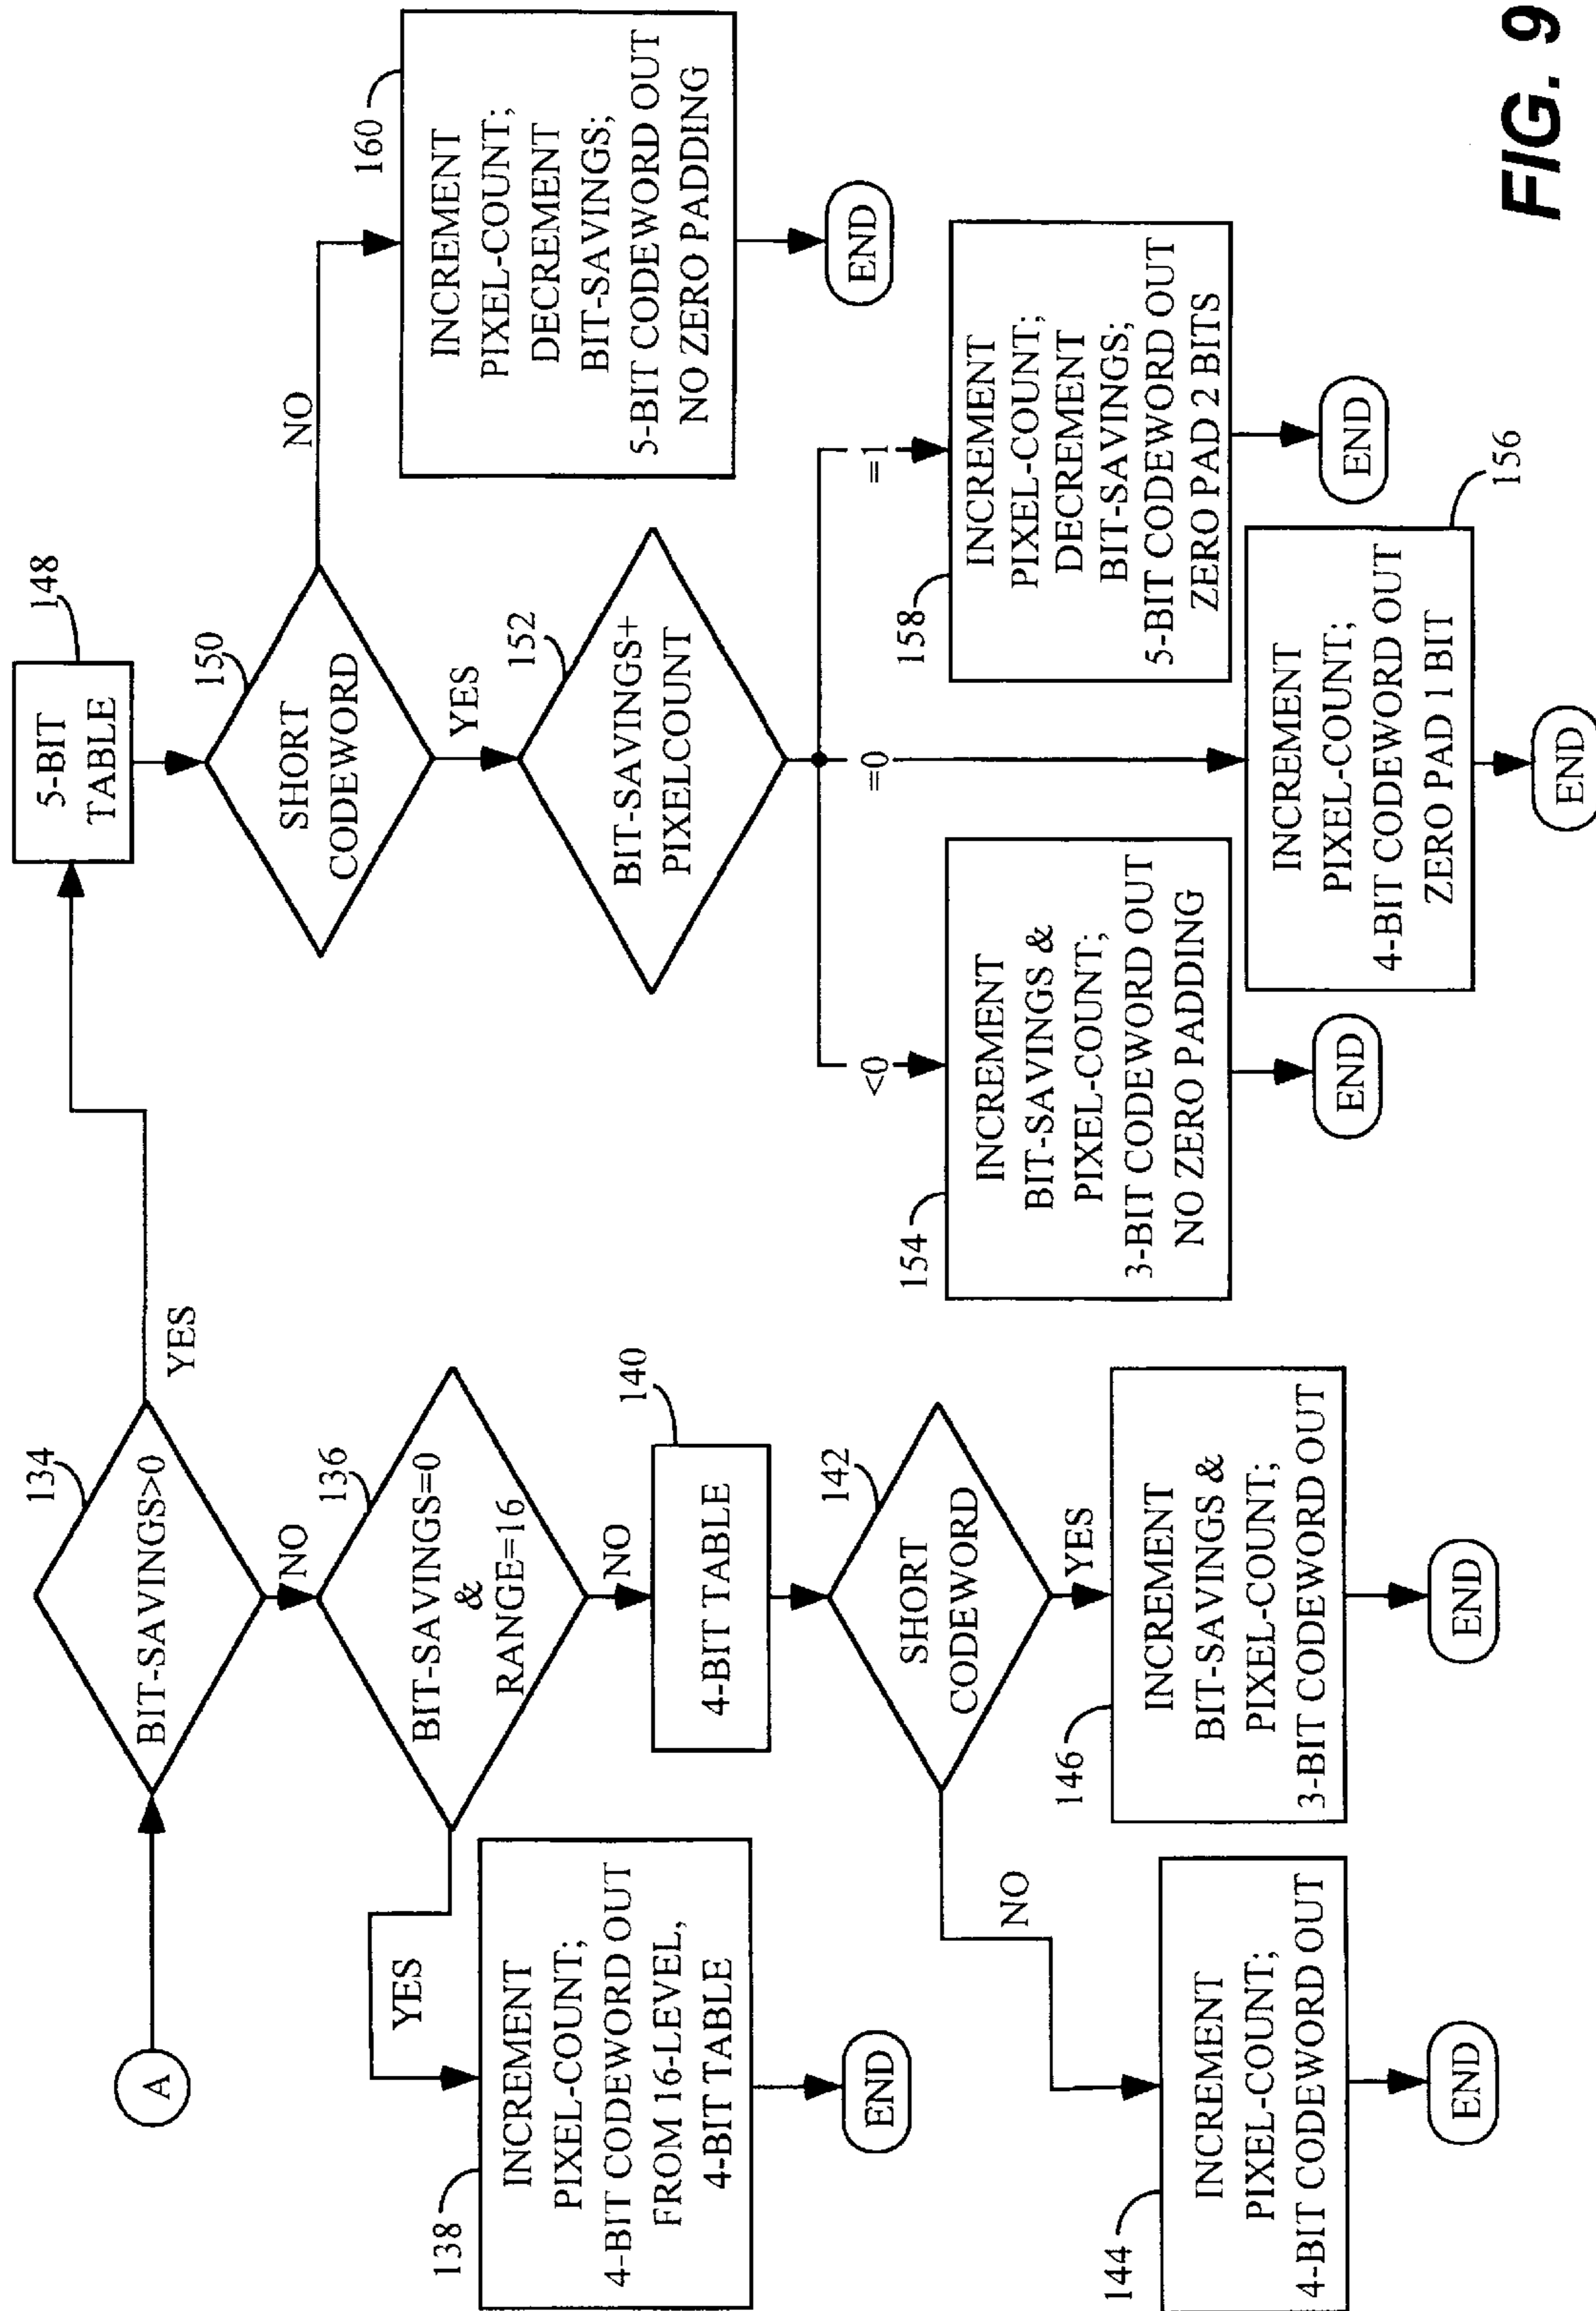 A
134
BIT-SAVINGS>0
YES
NO
136
BIT-SAVINGS=0
&
RANGE=16
YES
NO
138
INCREMENT
PIXEL-COUNT;
4-BIT CODEWORD OUT
FROM 16-LEVEL,
4-BIT TABLE
END
140
4-BIT TABLE
142
SHORT
CODEWORD
NO
YES
144
INCREMENT
PIXEL-COUNT;
4-BIT CODEWORD OUT
END
146
INCREMENT
BIT-SAVINGS &
PIXEL-COUNT;
3-BIT CODEWORD OUT
END
148
5-BIT
TABLE
150
SHORT
CODEWORD
NO
YES
160
INCREMENT
PIXEL-COUNT;
DECREMENT
BIT-SAVINGS;
5-BIT CODEWORD OUT
NO ZERO PADDING
END
152
BIT-SAVINGS+
PIXELCOUNT
<0
=0
=1
154
INCREMENT
BIT-SAVINGS &
PIXEL-COUNT;
3-BIT CODEWORD OUT
NO ZERO PADDING
END
158
INCREMENT
PIXEL-COUNT;
DECREMENT
BIT-SAVINGS;
5-BIT CODEWORD OUT
ZERO PAD 2 BITS
END
156
INCREMENT
PIXEL-COUNT;
4-BIT CODEWORD OUT
ZERO PAD 1 BIT
END
FIG. 9